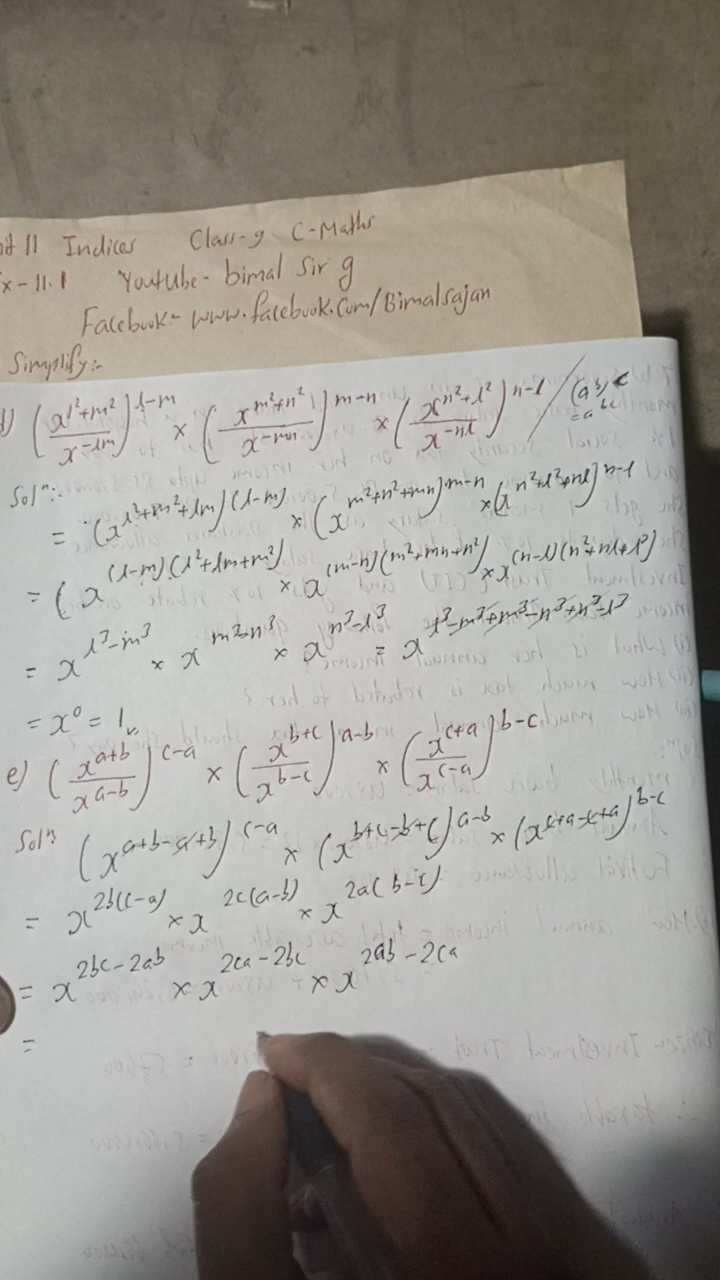 it 11 Indices Class-9 C-Maths
x-11.1 Youtube- bimal Sir g
Facebook- www.facebook.com/Bimalsajan
Simplify:-
d) (x^{l²+m²}/x^{-lm})^{l-m} × (x^{m²+n²}/x^{-mn})^{m-n} × (x^{n²+l²}/x^{-nl})^{n-l} / (a^b)^c = a^{bc}
Solⁿ:-
= (x^{l²+m²+lm})^{(l-m)} × (x^{m²+n²+mn})^{m-n} × (x^{n²+l²+nl})^{n-l}
= (x^{(l-m)(l²+lm+m²)} × x^{(m-n)(m²+mn+n²)} × x^{(n-l)(n²+nl+l²)}
= x^{l³-m³} × x^{m³-n³} × x^{n³-l³} = x^{l³-m³+m³-n³+n³-l³}
= x⁰ = 1
e) (x^{a+b}/x^{a-b})^{c-a} × (x^{b+c}/x^{b-c})^{a-b} × (x^{c+a}/x^{c-a})^{b-c}
Solⁿ (x^{a+b-a+b})^{c-a} × (x^{b+c-b+c})^{a-b} × (x^{c+a-c+a})^{b-c}
= x^{2b(c-a)} × x^{2c(a-b)} × x^{2a(b-c)}
= x^{2bc-2ab} × x^{2ca-2bc} × x^{2ab-2ca}
=